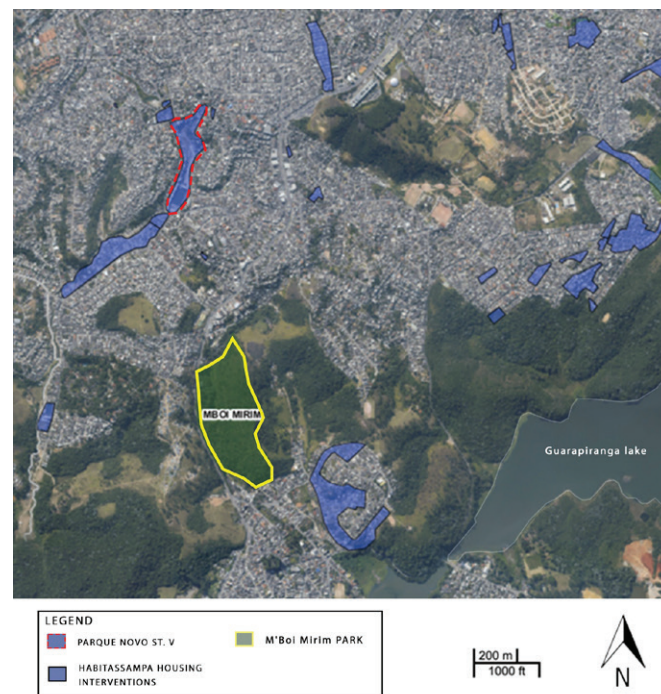 MBOI MIRIM
Guarapiranga lake
LEGEND
PARQUE NOVO ST. V
M'Boi Mirim PARK
HABITASSAMPA HOUSING
INTERVENTIONS
200 m
1000 ft
N